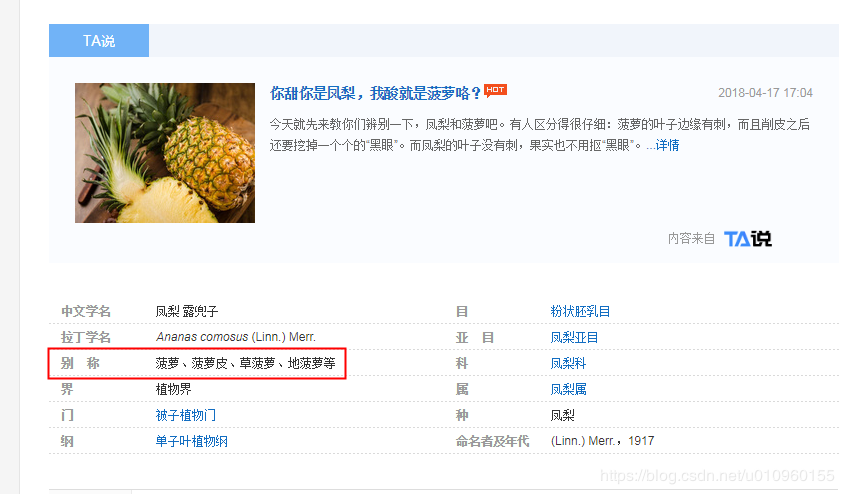 TA说
你甜你是凤梨，我酸就是菠萝咯？ HOT 2018-04-17 17:04
今天就先来教你们辨别一下，凤梨和菠萝吧。有人区分得很仔细：菠萝的叶子边缘有刺，而且削皮之后
还要挖掉一个个的“黑眼”。而凤梨的叶子没有刺，果实也不用抠“黑眼”。...详情
内容来自 TA说
中文学名 凤梨 露兜子 目 粉状胚乳目
拉丁学名 Ananas comosus (Linn.) Merr. 亚 目 凤梨亚目
别 称 菠萝、菠萝皮、草菠萝、地菠萝等 科 凤梨科
界 植物界 属 凤梨属
门 被子植物门 种 凤梨
纲 单子叶植物纲 命名者及年代 (Linn.) Merr.，1917
https://blog.csdn.net/u010960155